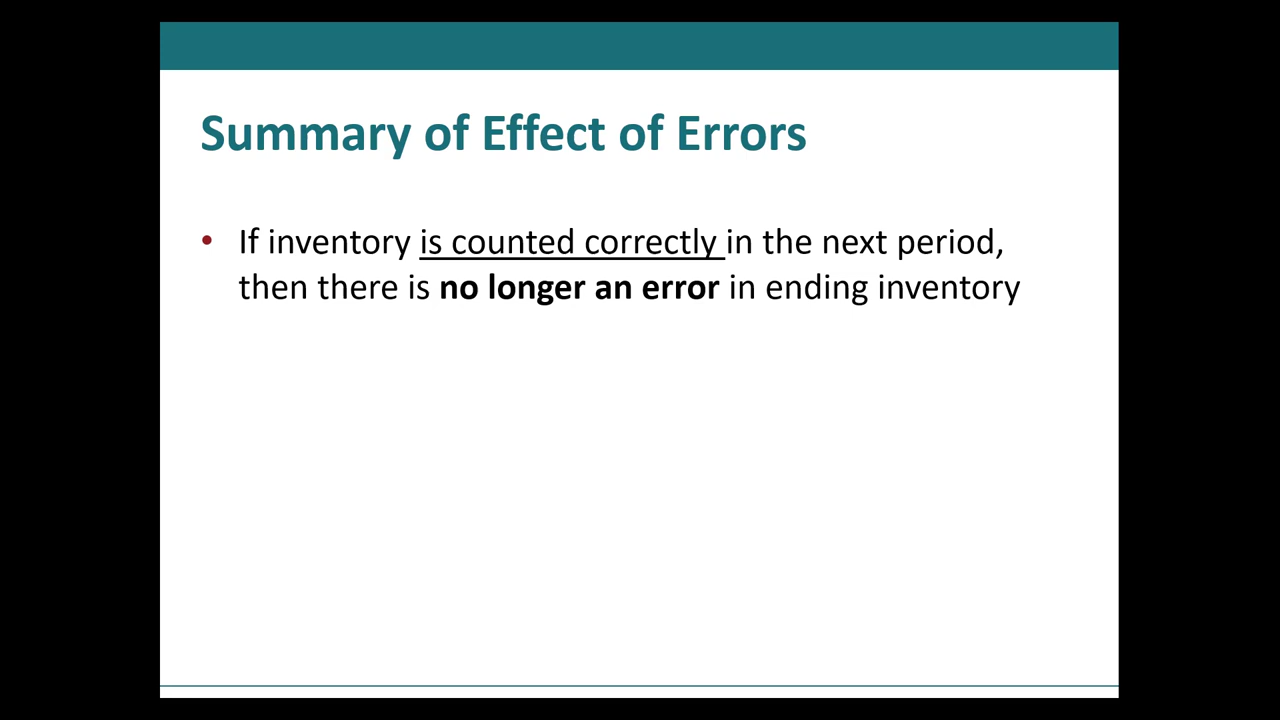 Summary of Effect of Errors
• If inventory is counted correctly in the next period,
then there is no longer an error in ending inventory